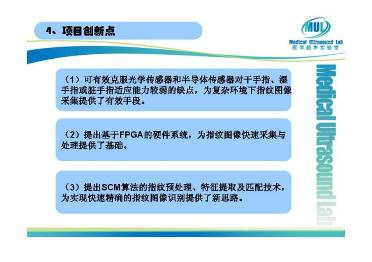 4、项目创新点
MUL
Medical Ultrasound Lab
医学超声实验室
（1）可有效克服光学传感器和半导体传感器对干手指、湿
手指或脏手指适应能力较弱的缺点，为复杂环境下指纹图像
采集提供了有效手段。
（2）提出基于FPGA的硬件系统，为指纹图像快速采集与
处理提供了基础。
（3）提出SCM算法的指纹预处理、特征提取及匹配技术，
为实现快速精确的指纹图像识别提供了新思路。
Medical Ultrasound Lab